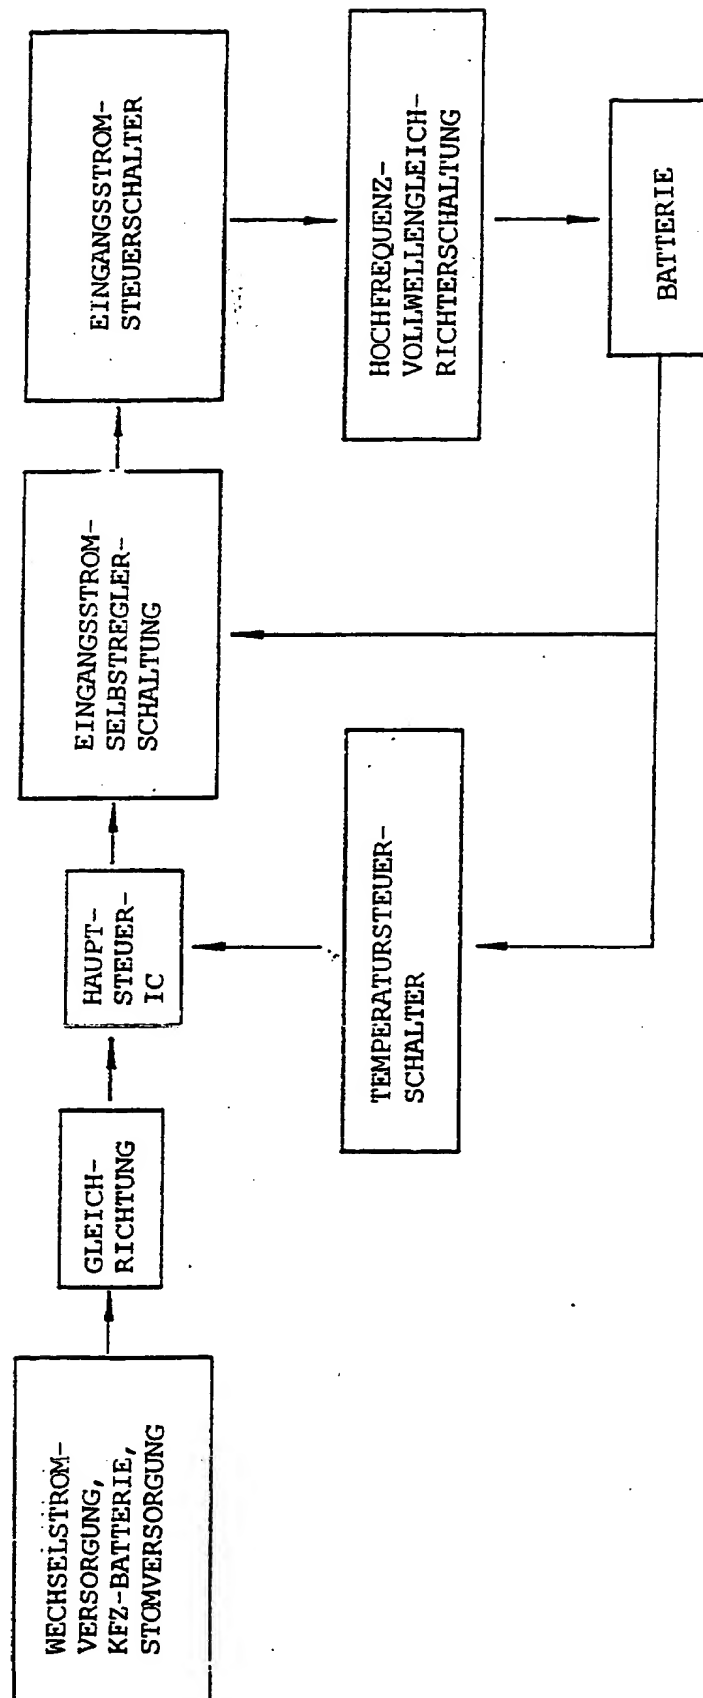 WECHSELSTROM-
VERSORGUNG,
KFZ-BATTERIE,
STOMVERSORGUNG
GLEICH-
RICHTUNG
HAUPT-
STEUER-
IC
EINGANGSSTROM-
SELBSTREGLER-
SCHALTUNG
EINGANGSSTROM-
STEUERSCHALTER
TEMPERATURSTEUER-
SCHALTER
HOCHFREQUENZ-
VOLLWELLENGLEICH-
RICHTERSCHALTUNG
BATTERIE